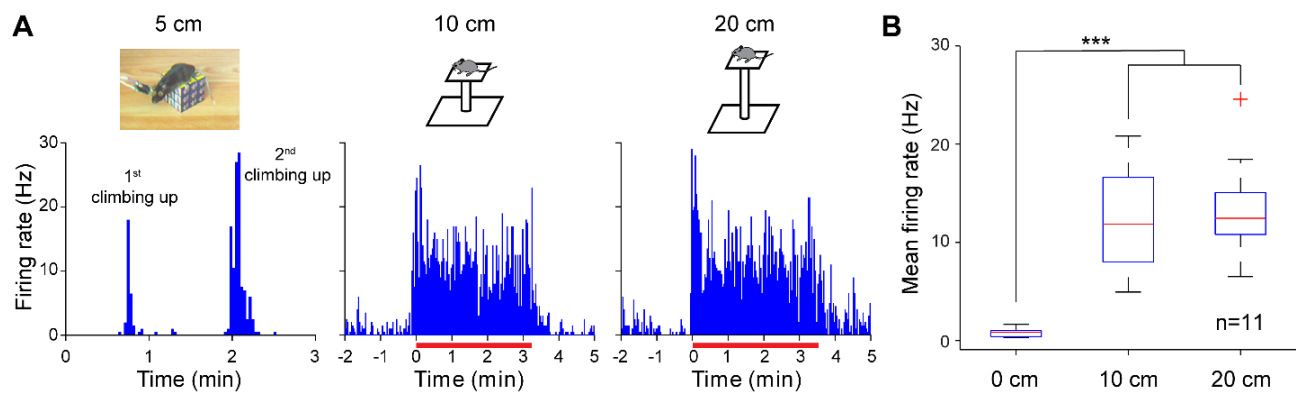 A
5 cm
10 cm
20 cm
B
Firing rate (Hz)
30
20
10
0
1st
climbing up
2nd
climbing up
0
1
2
3
Time (min)
-2
-1
0
1
2
3
4
5
Time (min)
-2
-1
0
1
2
3
4
5
Time (min)
Mean firing rate (Hz)
30
20
10
0
***
n=11
0 cm
10 cm
20 cm